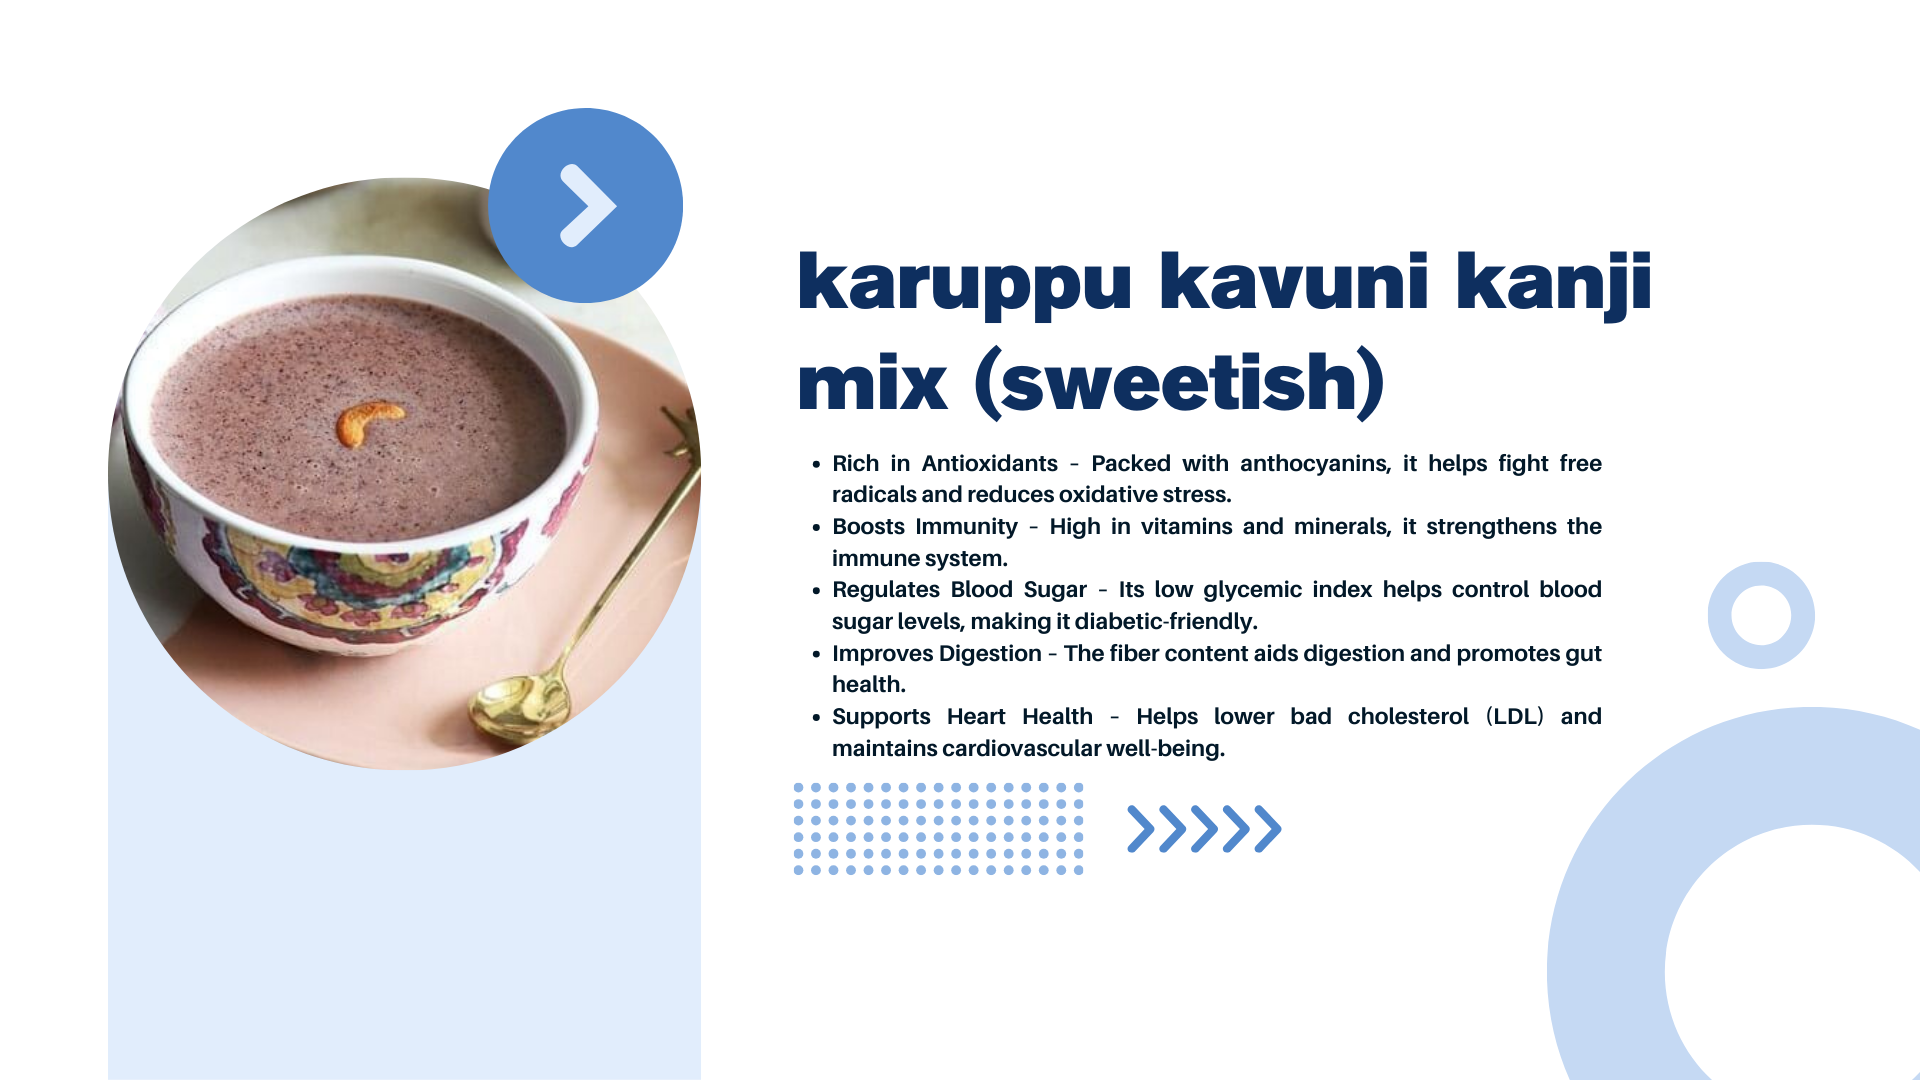 karuppu kavuni kanji
mix (sweetish)
• Rich in Antioxidants – Packed with anthocyanins, it helps fight free
radicals and reduces oxidative stress.
• Boosts Immunity – High in vitamins and minerals, it strengthens the
immune system.
• Regulates Blood Sugar – Its low glycemic index helps control blood
sugar levels, making it diabetic-friendly.
• Improves Digestion – The fiber content aids digestion and promotes gut
health.
• Supports Heart Health – Helps lower bad cholesterol (LDL) and
maintains cardiovascular well-being.